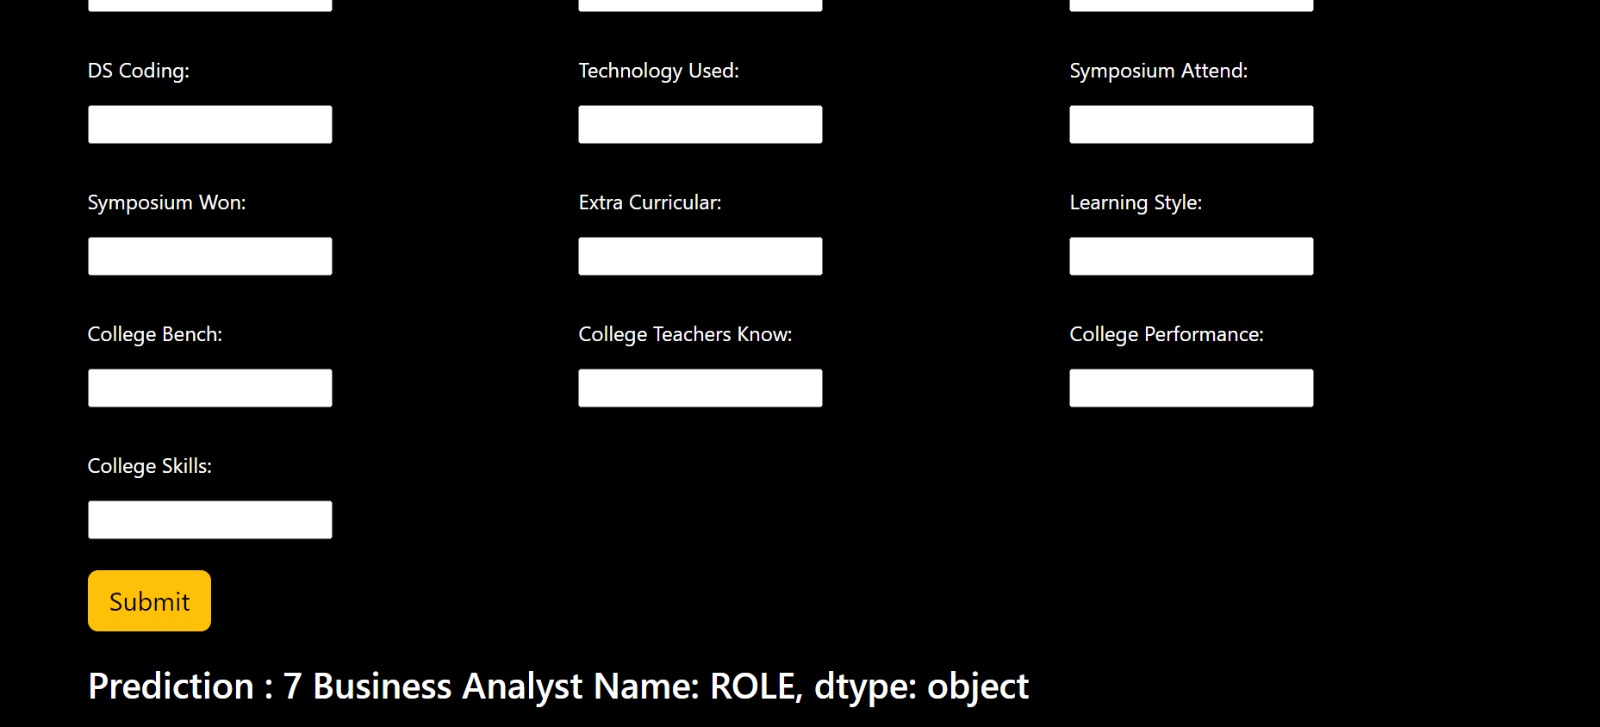 DS Coding: Technology Used: Symposium Attend:
Symposium Won: Extra Curricular: Learning Style:
College Bench: College Teachers Know: College Performance:
College Skills:
Submit
Prediction : 7 Business Analyst Name: ROLE, dtype: object